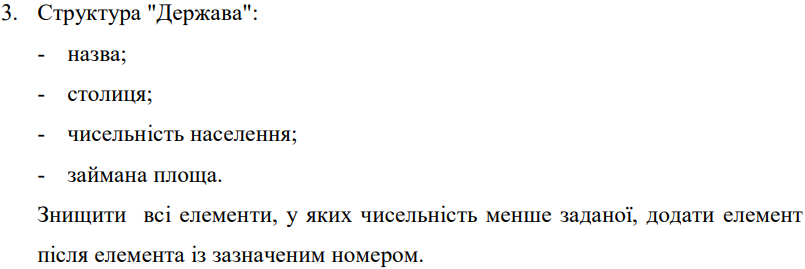 3. Структура "Держава":
- назва;
- столиця;
- чисельність населення;
- займана площа.
Знищити всі елементи, у яких чисельність менше заданої, додати елемент
після елемента із зазначеним номером.